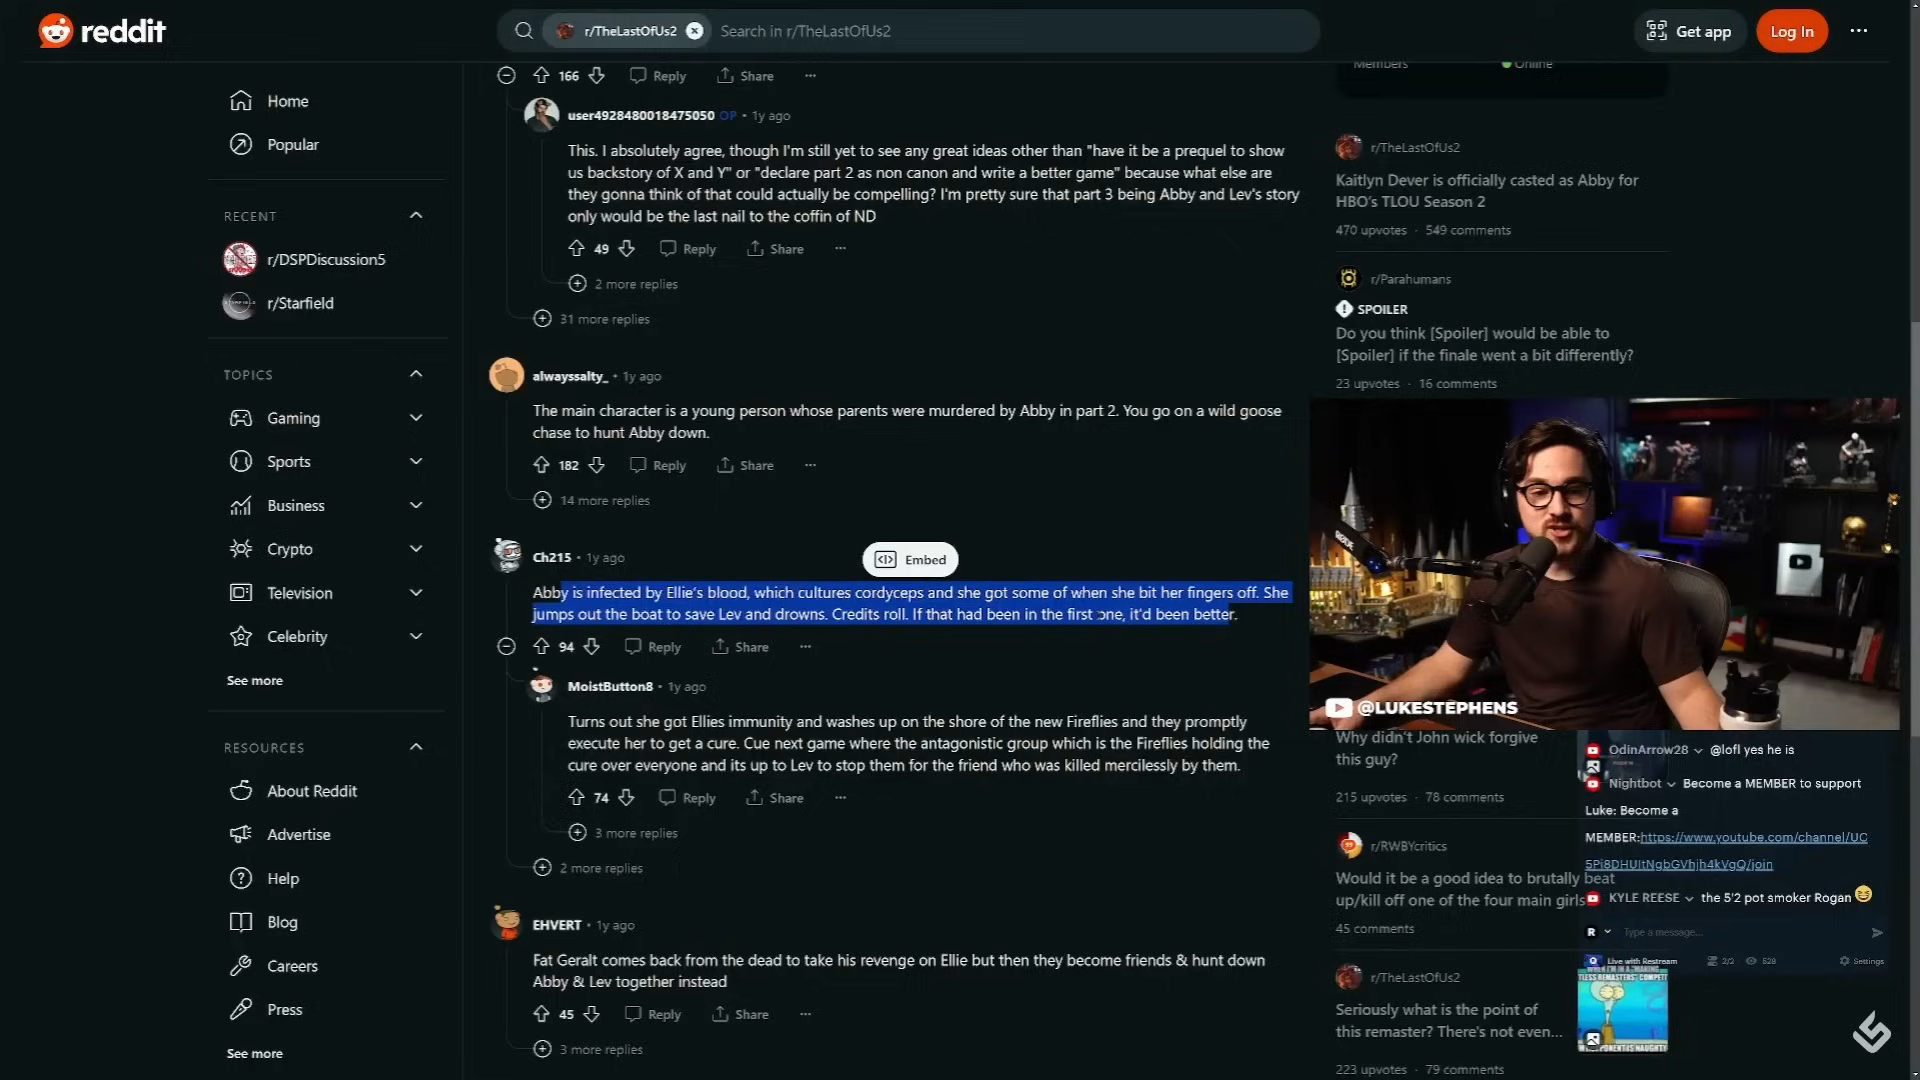 reddit
r/TheLastOfUs2
Search in r/TheLastOfUs2
Get app
Log In
Home
Popular
RECENT
r/DSPDiscussion5
r/Starfield
TOPICS
Gaming
Sports
Business
Crypto
Television
Celebrity
See more
RESOURCES
About Reddit
Advertise
Help
Blog
Careers
Press
See more
166 Reply Share
user4928480018475050 OP • 1y ago
This. I absolutely agree, though I'm still yet to see any great ideas other than "have it be a prequel to show
us backstory of X and Y" or "declare part 2 as non canon and write a better game" because what else are
they gonna think of that could actually be compelling? I'm pretty sure that part 3 being Abby and Lev's story
only would be the last nail to the coffin of ND
49 Reply Share
2 more replies
31 more replies
alwayssalty_ • 1y ago
The main character is a young person whose parents were murdered by Abby in part 2. You go on a wild goose
chase to hunt Abby down.
182 Reply Share
14 more replies
Ch215 • 1y ago
Embed
Abby is infected by Ellie's blood, which cultures cordyceps and she got some of when she bit her fingers off. She
jumps out the boat to save Lev and drowns. Credits roll. If that had been in the first one, it'd been better.
94 Reply Share
MoistButton8 • 1y ago
Turns out she got Ellies immunity and washes up on the shore of the new Fireflies and they promptly
execute her to get a cure. Cue next game where the antagonistic group which is the Fireflies holding the
cure over everyone and its up to Lev to stop them for the friend who was killed mercilessly by them.
74 Reply Share
3 more replies
2 more replies
EHVERT • 1y ago
Fat Geralt comes back from the dead to take his revenge on Ellie but then they become friends & hunt down
Abby & Lev together instead
45 Reply Share
3 more replies
Members Online
r/TheLastOfUs2
Kaitlyn Dever is officially casted as Abby for
HBO's TLOU Season 2
470 upvotes · 549 comments
r/Parahumans
SPOILER
Do you think [Spoiler] would be able to
[Spoiler] if the finale went a bit differently?
23 upvotes · 16 comments
RØDE
@LUKESTEPHENS
Why didn't John wick forgive
this guy?
215 upvotes · 78 comments
r/RWBYcritics
Would it be a good idea to brutally beat
up/kill off one of the four main girls
45 comments
r/TheLastOfUs2
Seriously what is the point of
this remaster? There's not even...
223 upvotes · 79 comments
OdinArrow28 @lofl yes he is
Nightbot Become a MEMBER to support
Luke: Become a
MEMBER:https://www.youtube.com/channel/UC
5Pi8DHUItNgbGVhjh4kVgQ/join
KYLE REESE the 5'2 pot smoker Rogan
R Type a message...
Live with Restream 2/2 528 Settings